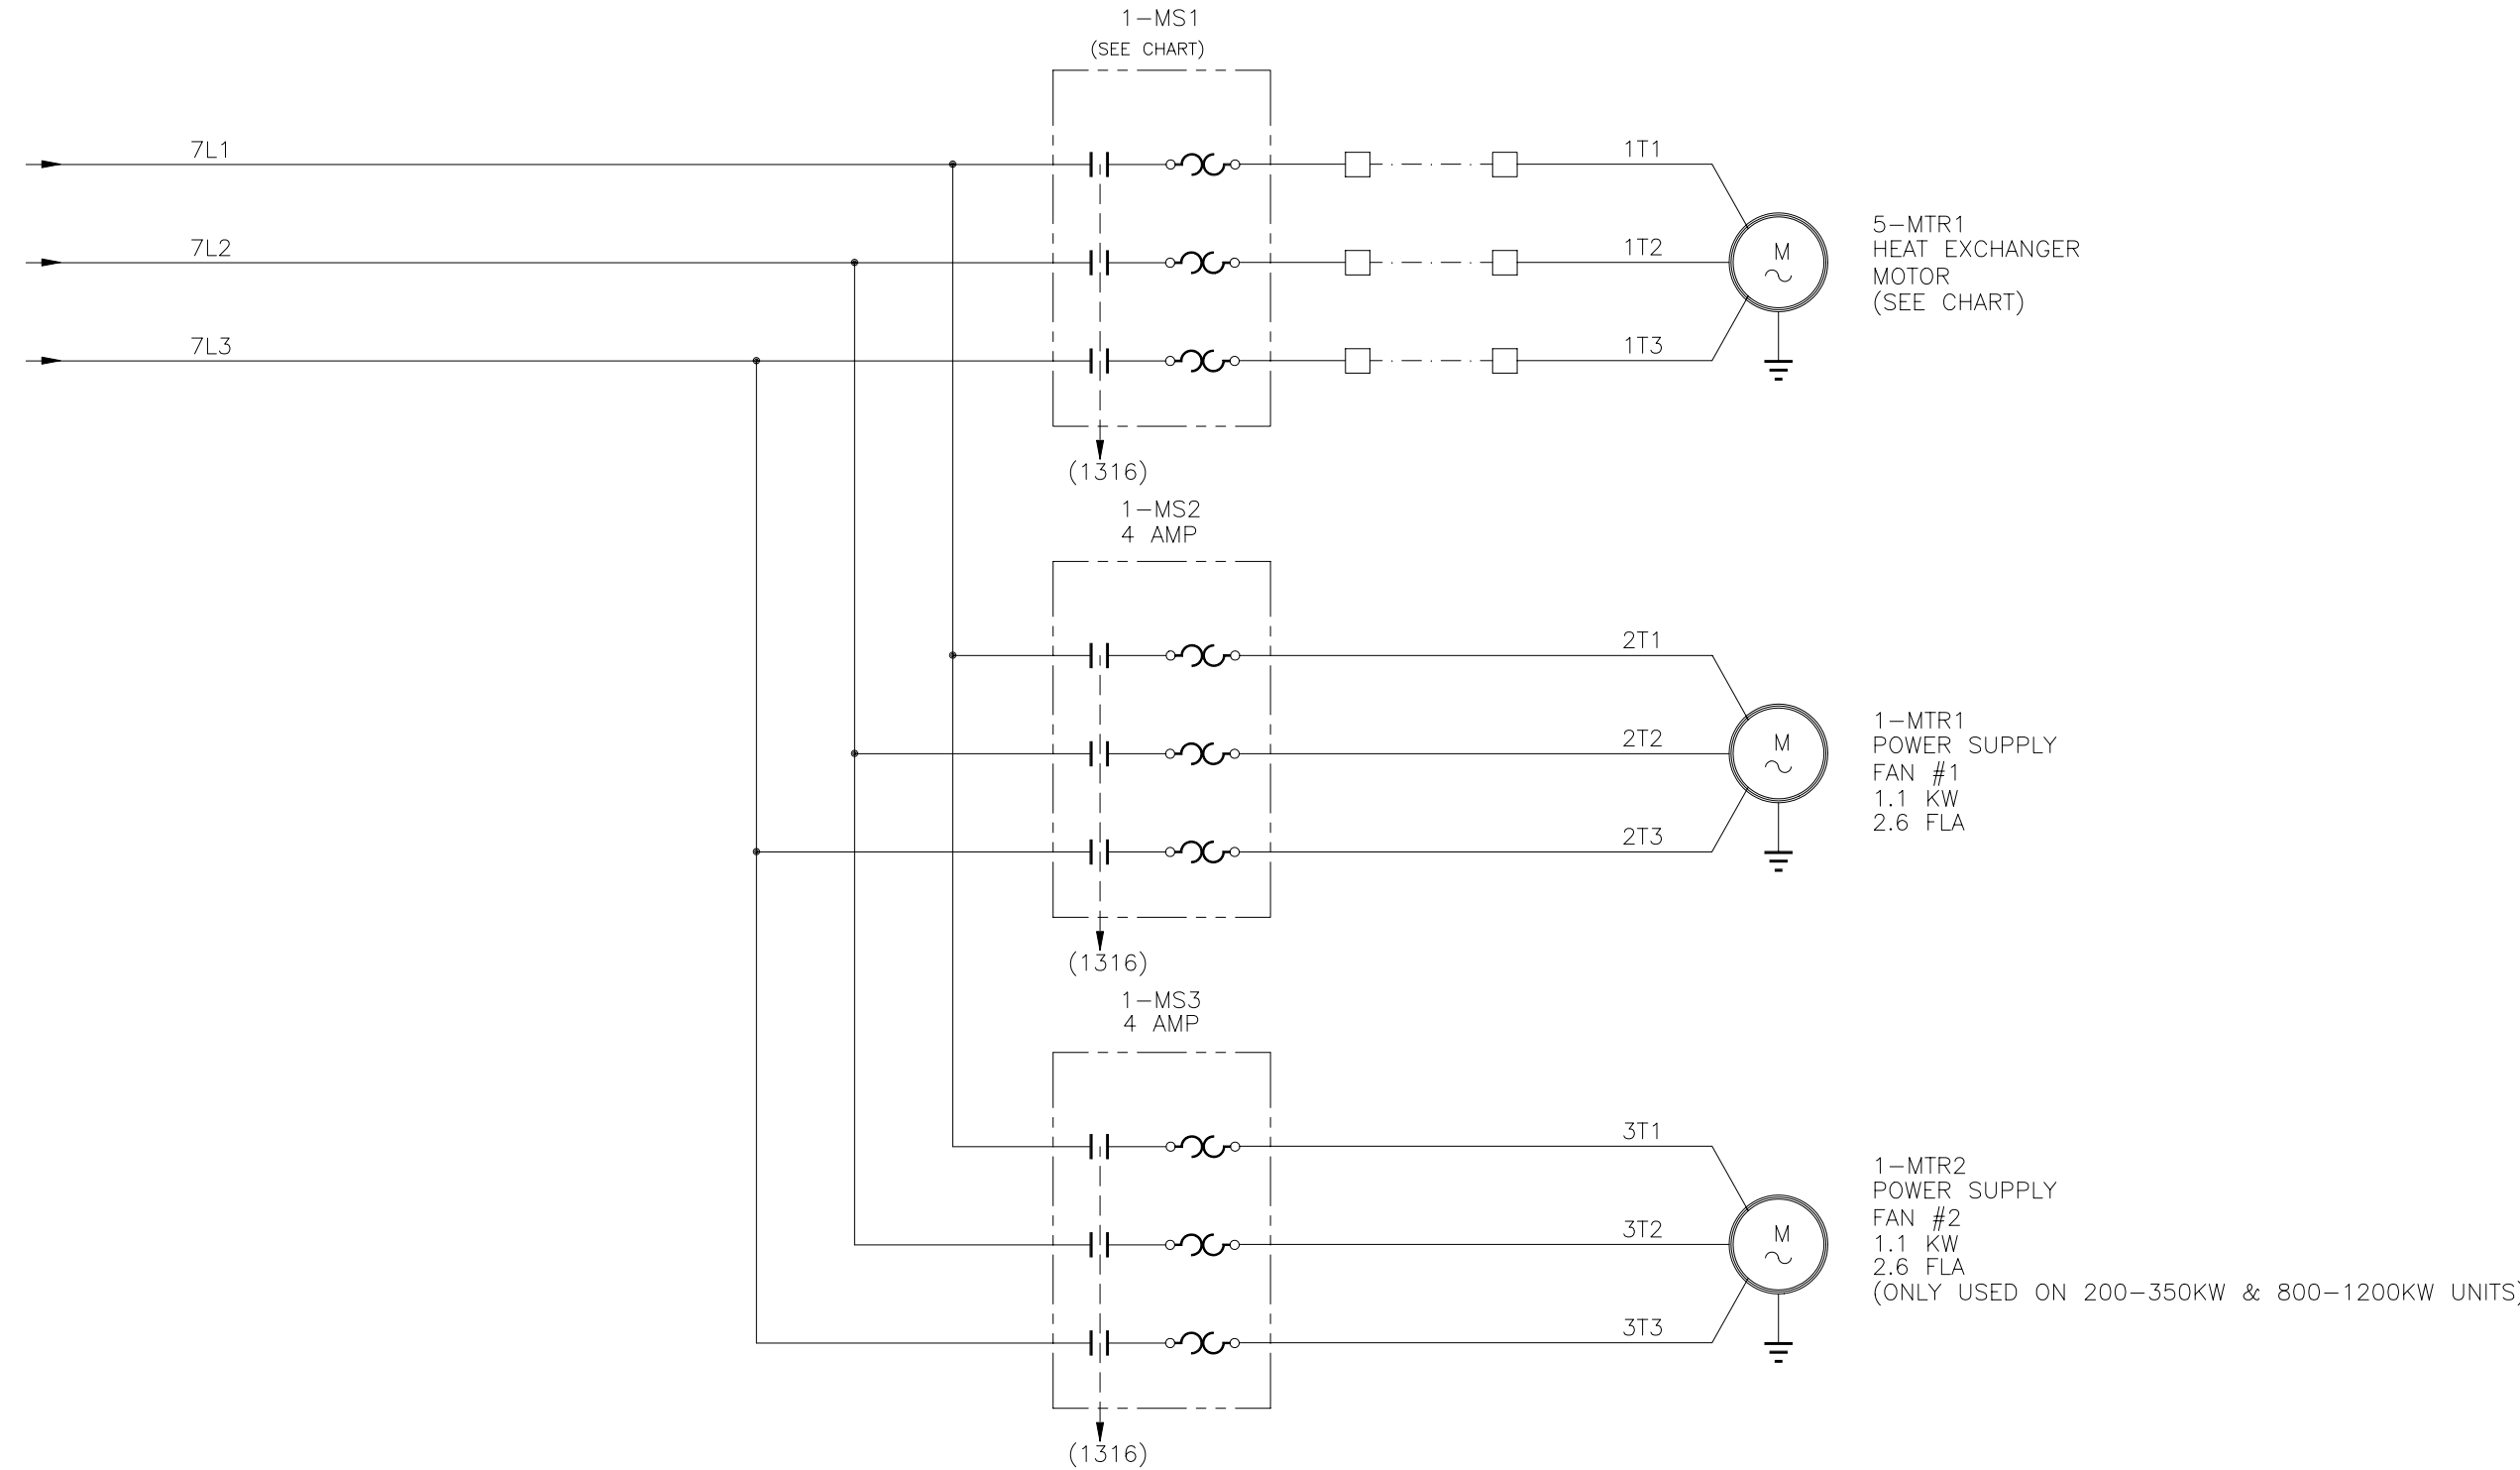 1-MS1
(SEE CHART)
7L1
1T1
7L2
1T2
7L3
1T3
M
5-MTR1
HEAT EXCHANGER
MOTOR
(SEE CHART)
(1316)
1-MS2
4 AMP
2T1
2T2
2T3
M
1-MTR1
POWER SUPPLY
FAN #1
1.1 KW
2.6 FLA
(1316)
1-MS3
4 AMP
3T1
3T2
3T3
M
1-MTR2
POWER SUPPLY
FAN #2
1.1 KW
2.6 FLA
(ONLY USED ON 200-350KW & 800-1200KW UNITS)
(1316)